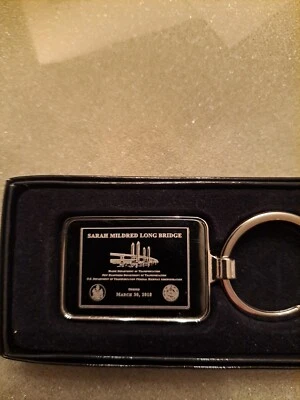 SARAH MILDRED LONG BRIDGE
MAINE DEPARTMENT OF TRANSPORTATION
NEW HAMPSHIRE DEPARTMENT OF TRANSPORTATION
U.S. DEPARTMENT OF TRANSPORTATION FEDERAL HIGHWAY ADMINISTRATION
OPENED
MARCH 30, 2018